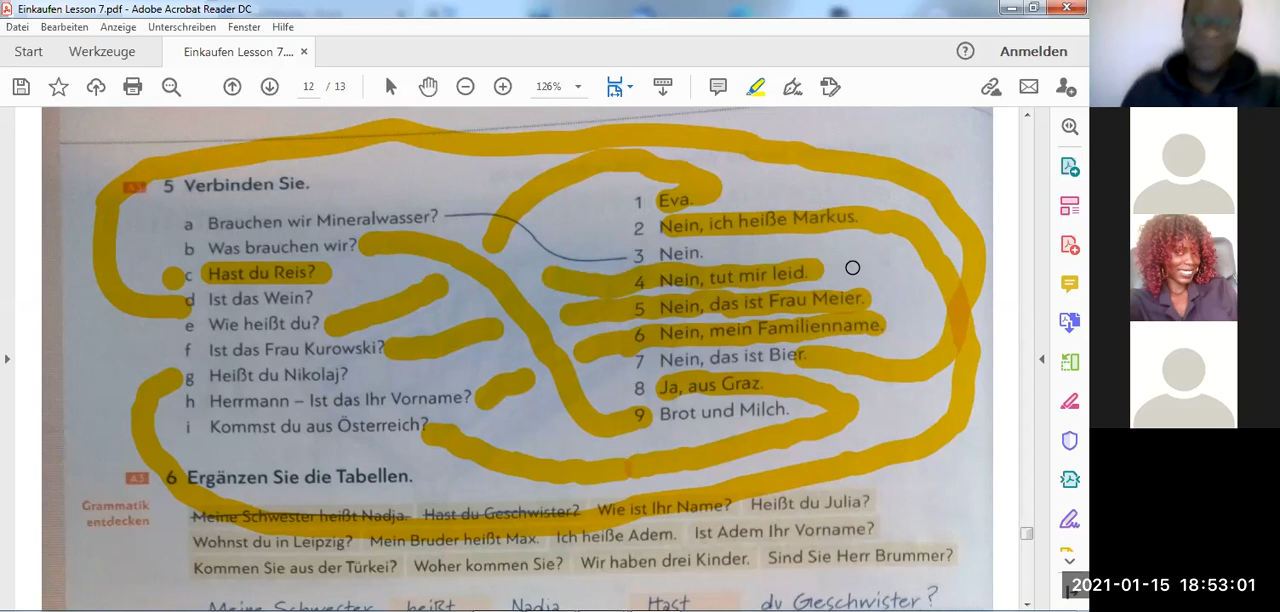 Einkaufen Lesson 7.pdf - Adobe Acrobat Reader DC
Datei Bearbeiten Anzeige Unterschreiben Fenster Hilfe
Start Werkzeuge Einkaufen Lesson 7.... × Anmelden
12 / 13 126%
A3 5 Verbinden Sie.
a Brauchen wir Mineralwasser?
b Was brauchen wir?
c Hast du Reis?
d Ist das Wein?
e Wie heißt du?
f Ist das Frau Kurowski?
g Heißt du Nikolaj?
h Herrmann – Ist das Ihr Vorname?
i Kommst du aus Österreich?
1 Eva.
2 Nein, ich heiße Markus.
3 Nein.
4 Nein, tut mir leid.
5 Nein, das ist Frau Meier.
6 Nein, mein Familienname.
7 Nein, das ist Bier.
8 Ja, aus Graz.
9 Brot und Milch.
A3 6 Ergänzen Sie die Tabellen.
Grammatik
entdecken
Meine Schwester heißt Nadja. Hast du Geschwister? Wie ist Ihr Name? Heißt du Julia?
Wohnst du in Leipzig? Mein Bruder heißt Max. Ich heiße Adem. Ist Adem Ihr Vorname?
Kommen Sie aus der Türkei? Woher kommen Sie? Wir haben drei Kinder. Sind Sie Herr Brummer?
Meine Schwester heißt Nadja Hast du Geschwister?
2021-01-15 18:53:01